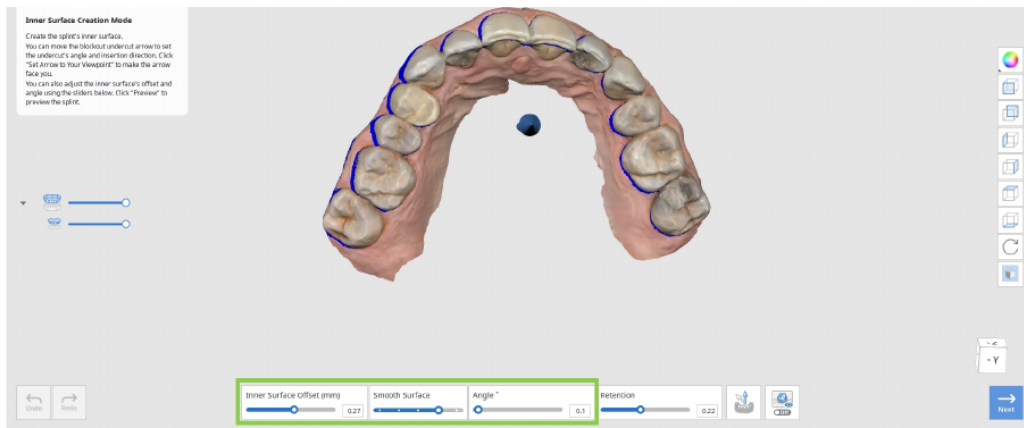 Inner Surface Creation Mode
Create the splint's inner surface.
You can move the blockout undercut arrow to set
the undercut's angle and insertion direction. Click
"Set Arrow to Your Viewpoint" to make the arrow
face you.
You can also adjust the inner surface's offset and
angle using the sliders below. Click "Preview" to
preview the splint.
- Y
Undo
Redo
Inner Surface Offset (mm)
0.27
Smooth Surface
Angle °
0.1
Retention
0.22
Off
Next